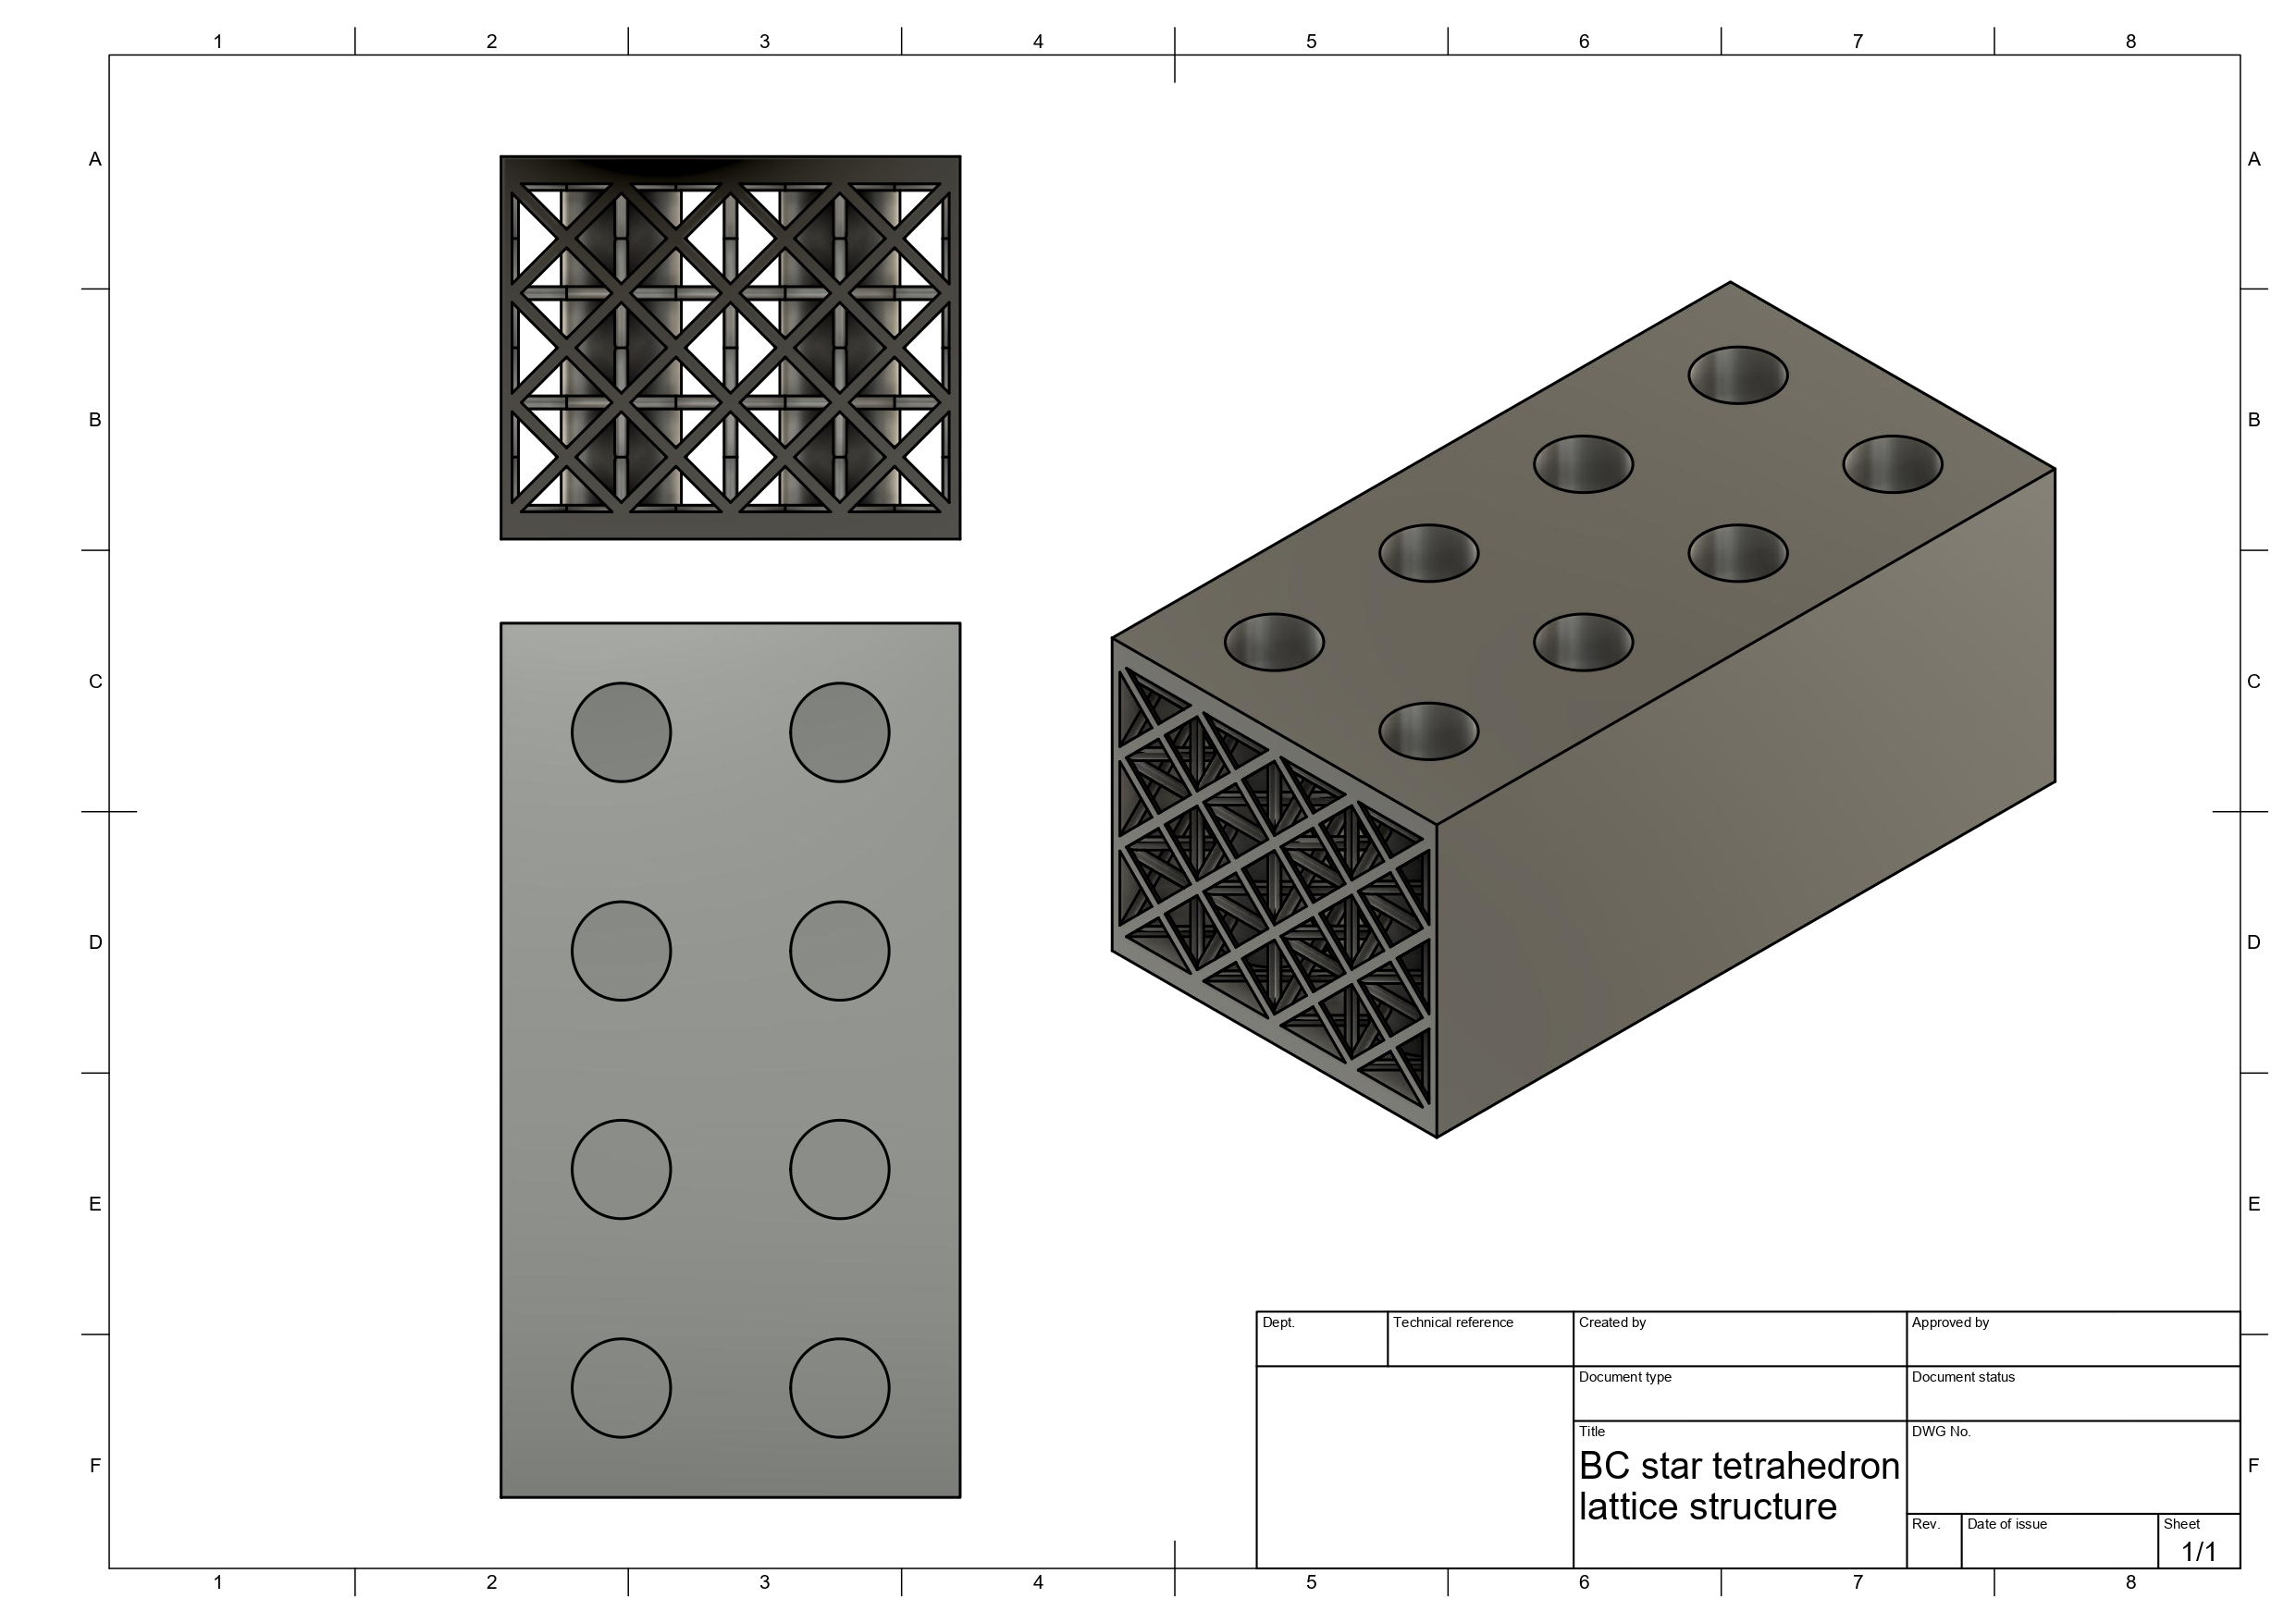 1 2 3 4 5 6 7 8
A A
B B
C C
D D
E E
Dept. Technical reference Created by Approved by
Document type Document status
Title DWG No.
BC star tetrahedron
lattice structure
F F
Rev. Date of issue Sheet
1/1
1 2 3 4 5 6 7 8